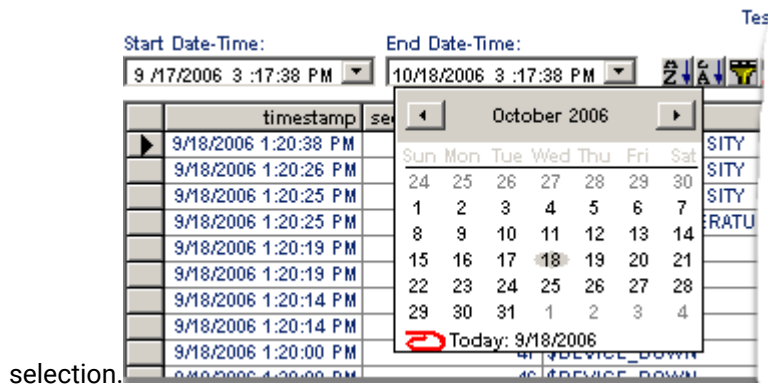 Tes
Start Date-Time: End Date-Time:
9 /17/2006 3 :17:38 PM 10/18/2006 3 :17:38 PM
timestamp se
October 2006
Sun Mon Tue Wed Thu Fri Sat
24 25 26 27 28 29 30
1 2 3 4 5 6 7
8 9 10 11 12 13 14
15 16 17 18 19 20 21
22 23 24 25 26 27 28
29 30 31 1 2 3 4
Today: 9/18/2006
9/18/2006 1:20:38 PM SITY
9/18/2006 1:20:26 PM SITY
9/18/2006 1:20:25 PM SITY
9/18/2006 1:20:25 PM ERATU
9/18/2006 1:20:19 PM
9/18/2006 1:20:19 PM
9/18/2006 1:20:14 PM
9/18/2006 1:20:14 PM
9/18/2006 1:20:00 PM $DEVICE_DOWN
selection.